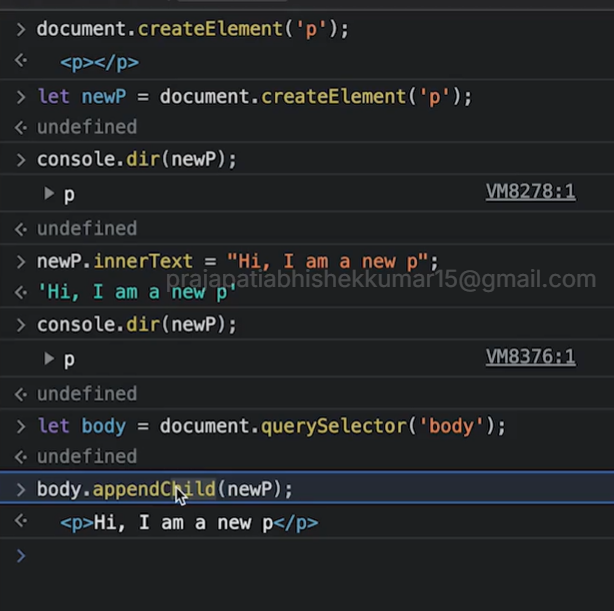 > document.createElement('p');
<p></p>
> let newP = document.createElement('p');
undefined
> console.dir(newP);
▶ p VM8278:1
undefined
> newP.innerText = "Hi, I am a new p";
prajapatiabhishekkumar15@gmail.com
'Hi, I am a new p'
> console.dir(newP);
▶ p VM8376:1
undefined
> let body = document.querySelector('body');
undefined
> body.appendChild(newP);
<p>Hi, I am a new p</p>
>